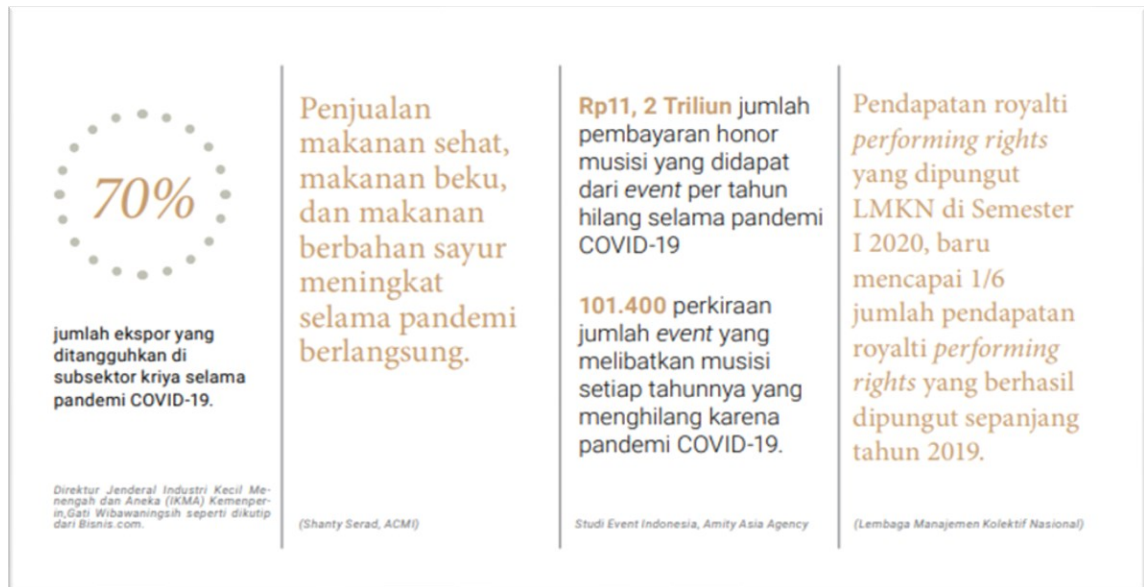 70%
jumlah ekspor yang
ditangguhkan di
subsektor kriya selama
pandemi COVID-19.
Direktur Jenderal Industri Kecil Me-
nengah dan Aneka (IKMA) Kemenper-
in,Gati Wibawaningsih seperti dikutip
dari Bisnis.com.
Penjualan
makanan sehat,
makanan beku,
dan makanan
berbahan sayur
meningkat
selama pandemi
berlangsung.
(Shanty Serad, ACMI)
Rp11, 2 Triliun jumlah
pembayaran honor
musisi yang didapat
dari event per tahun
hilang selama pandemi
COVID-19
101.400 perkiraan
jumlah event yang
melibatkan musisi
setiap tahunnya yang
menghilang karena
pandemi COVID-19.
Studi Event Indonesia, Amity Asia Agency
Pendapatan royalti
performing rights
yang dipungut
LMKN di Semester
I 2020, baru
mencapai 1/6
jumlah pendapatan
royalti performing
rights yang berhasil
dipungut sepanjang
tahun 2019.
(Lembaga Manajemen Kolektif Nasional)